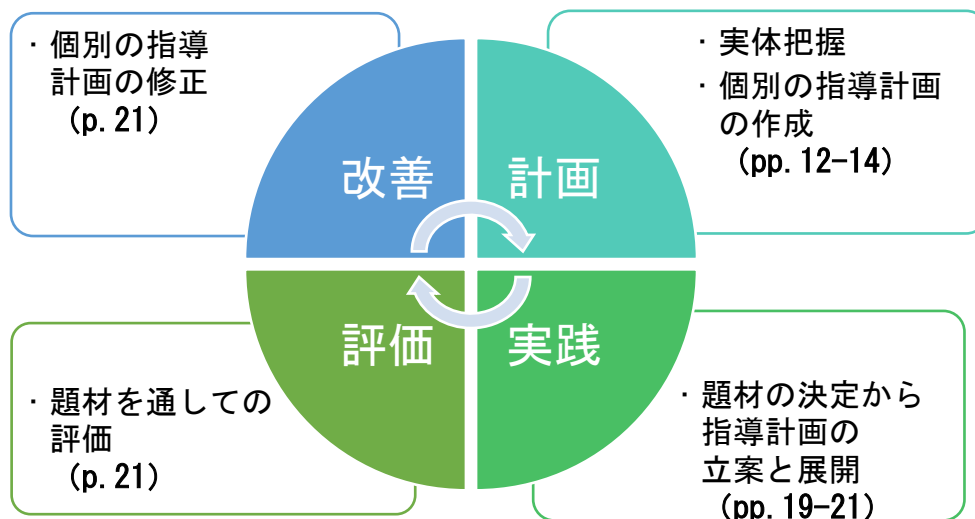 ・個別の指導
計画の修正
(p. 21)
・実体把握
・個別の指導計画
の作成
(pp. 12-14)
改善
計画
評価
実践
・題材を通しての
評価
(p. 21)
・題材の決定から
指導計画の
立案と展開
(pp. 19-21)